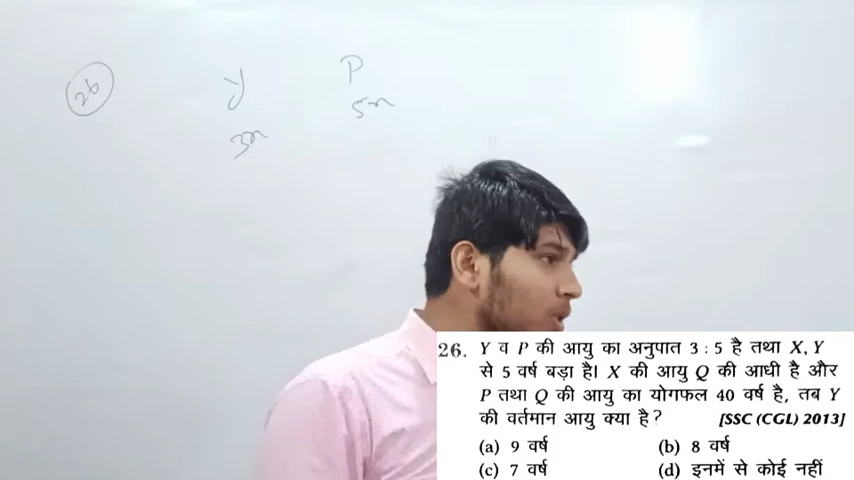 26
Y P
3x 5x
26. Y व P की आयु का अनुपात 3 : 5 है तथा X, Y
से 5 वर्ष बड़ा है। X की आयु Q की आधी है और
P तथा Q की आयु का योगफल 40 वर्ष है, तब Y
की वर्तमान आयु क्या है? [SSC (CGL) 2013]
(a) 9 वर्ष (b) 8 वर्ष
(c) 7 वर्ष (d) इनमें से कोई नहीं